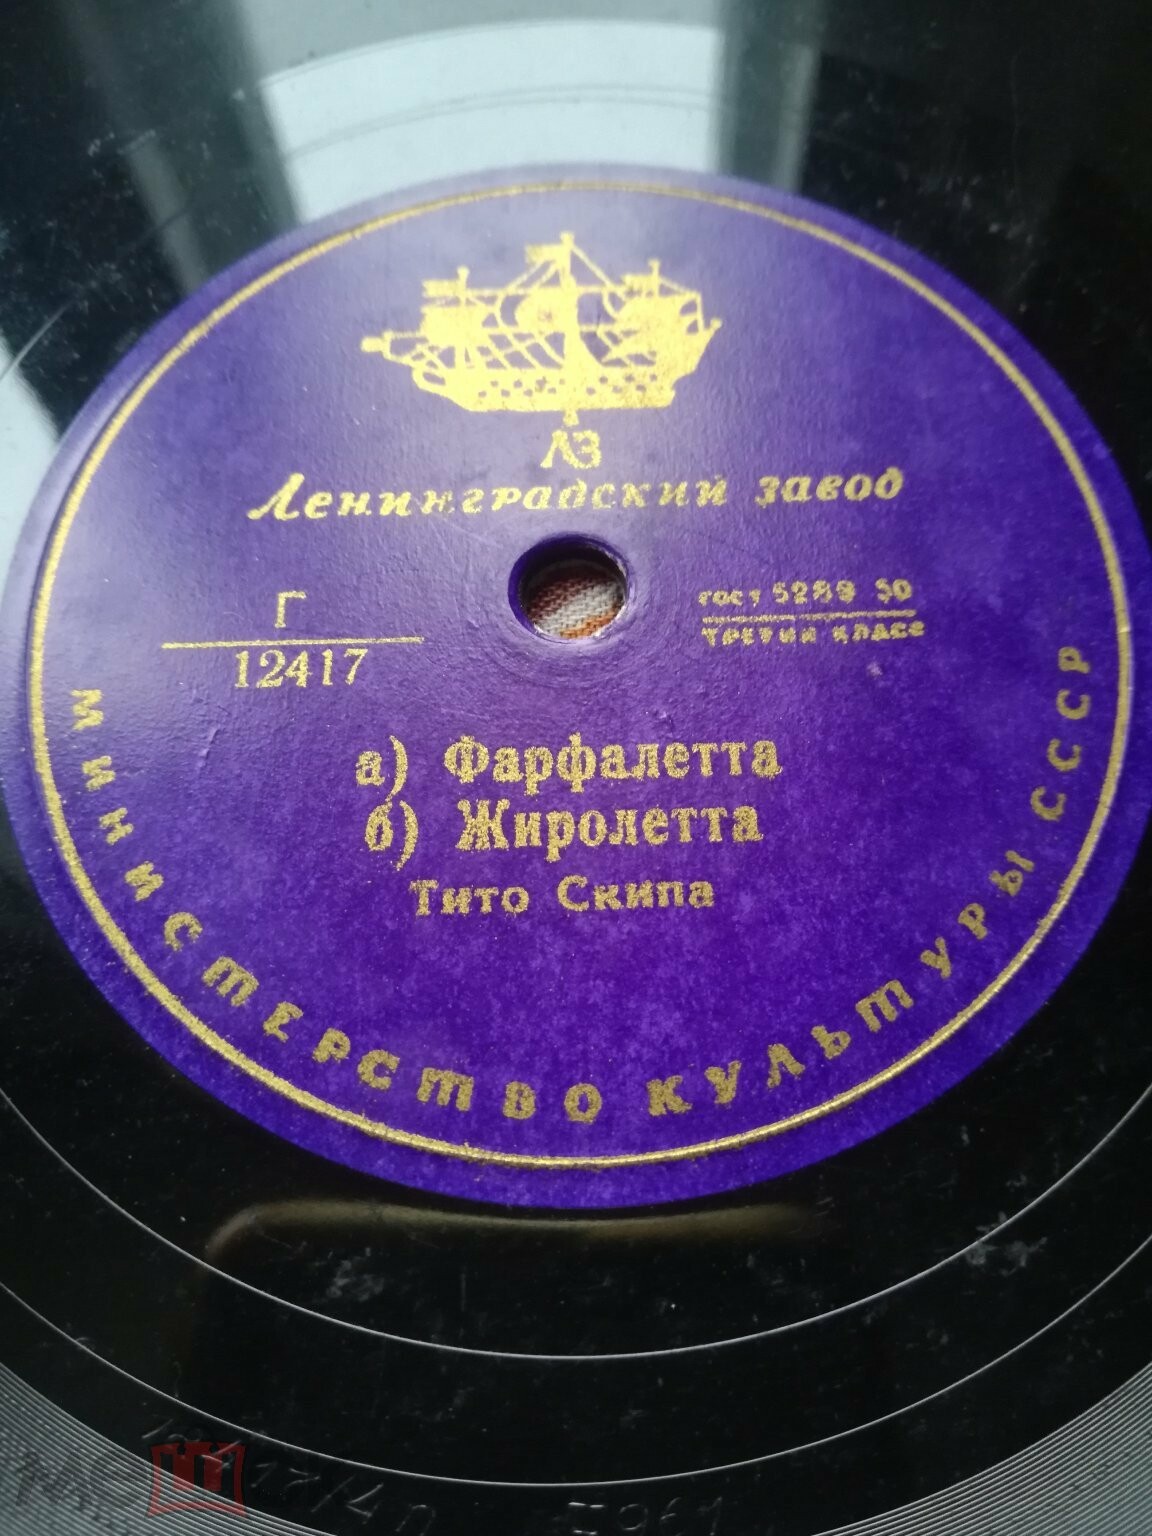 ЛЗ
Ленинградский завод
Г
12417
гост 5289 50
ТРЕТИЙ КЛАСС
а) Фарфалетта
б) Жиролетта
Тито Скипа
МИНИСТЕРСТВО КУЛЬТУРЫ СССР